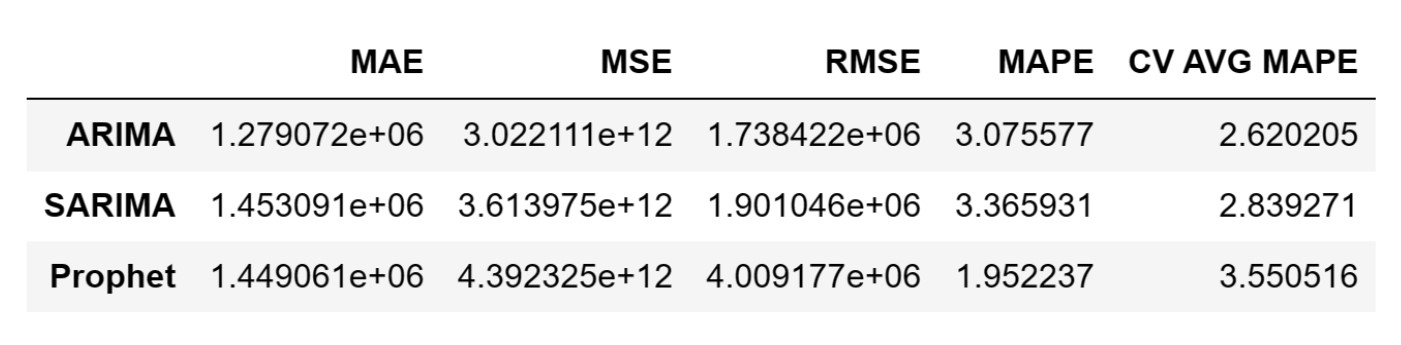 MAE MSE RMSE MAPE CV AVG MAPE
ARIMA 1.279072e+06 3.022111e+12 1.738422e+06 3.075577 2.620205
SARIMA 1.453091e+06 3.613975e+12 1.901046e+06 3.365931 2.839271
Prophet 1.449061e+06 4.392325e+12 4.009177e+06 1.952237 3.550516